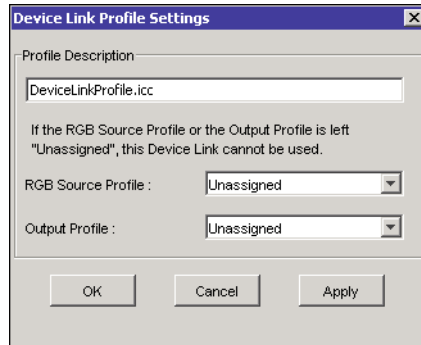 Device Link Profile Settings
Profile Description
DeviceLinkProfile.icc
If the RGB Source Profile or the Output Profile is left
"Unassigned", this Device Link cannot be used.
RGB Source Profile : Unassigned
Output Profile : Unassigned
OK Cancel Apply